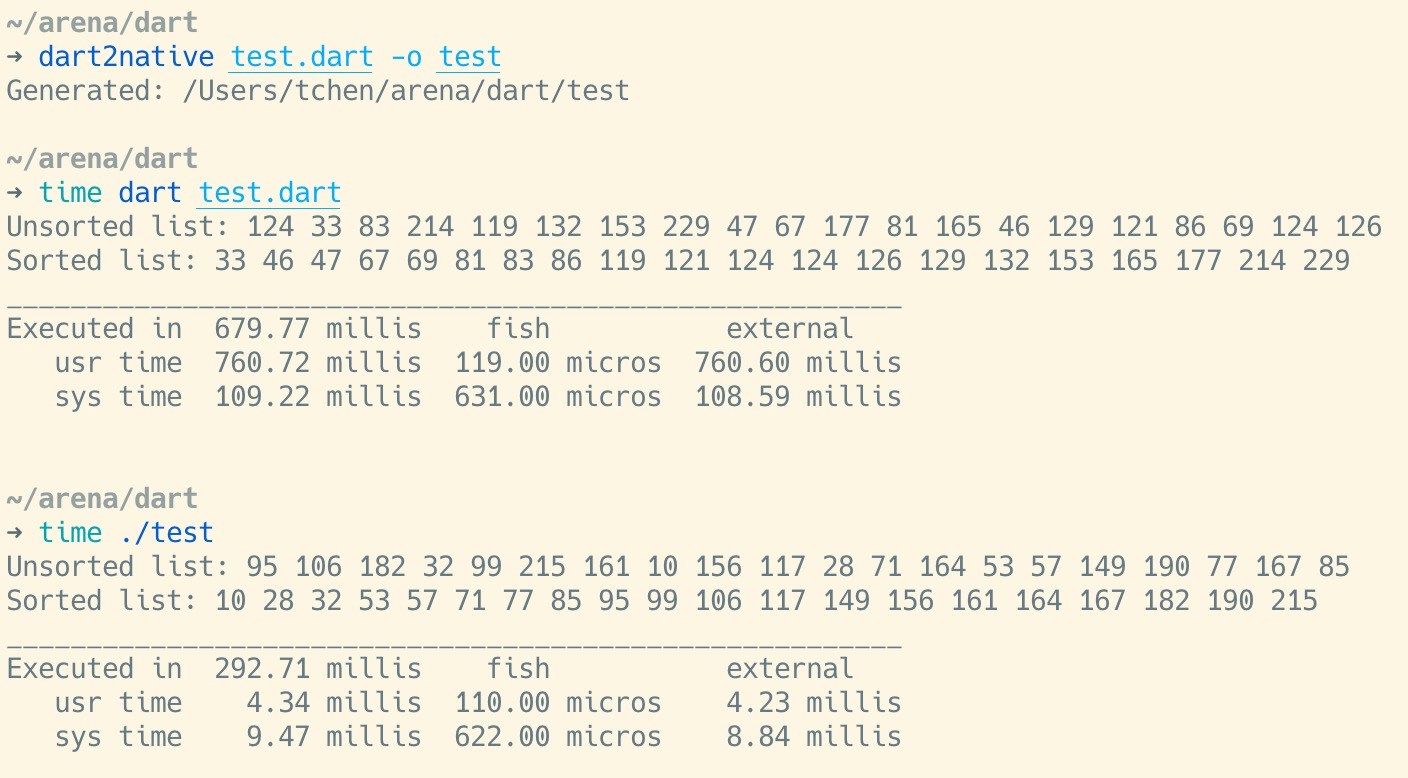 ~/arena/dart
→ dart2native test.dart -o test
Generated: /Users/tchen/arena/dart/test
~/arena/dart
→ time dart test.dart
Unsorted list: 124 33 83 214 119 132 153 229 47 67 177 81 165 46 129 121 86 69 124 126
Sorted list: 33 46 47 67 69 81 83 86 119 121 124 124 126 129 132 153 165 177 214 229
________________________________________________________
Executed in  679.77 millis    fish           external
   usr time  760.72 millis  119.00 micros  760.60 millis
   sys time  109.22 millis  631.00 micros  108.59 millis
~/arena/dart
→ time ./test
Unsorted list: 95 106 182 32 99 215 161 10 156 117 28 71 164 53 57 149 190 77 167 85
Sorted list: 10 28 32 53 57 71 77 85 95 99 106 117 149 156 161 164 167 182 190 215
________________________________________________________
Executed in  292.71 millis    fish           external
   usr time    4.34 millis  110.00 micros    4.23 millis
   sys time    9.47 millis  622.00 micros    8.84 millis